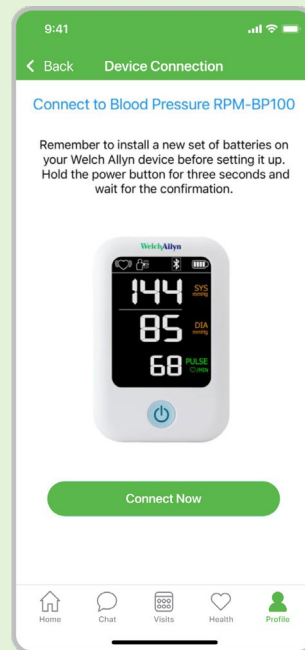 9:41
Back Device Connection
Connect to Blood Pressure RPM-BP100
Remember to install a new set of batteries on
your Welch Allyn device before setting it up.
Hold the power button for three seconds and
wait for the confirmation.
WelchAllyn
144 SYS
mmHg
85 DIA
mmHg
68 PULSE
/MIN
Connect Now
Home Chat Visits Health Profile